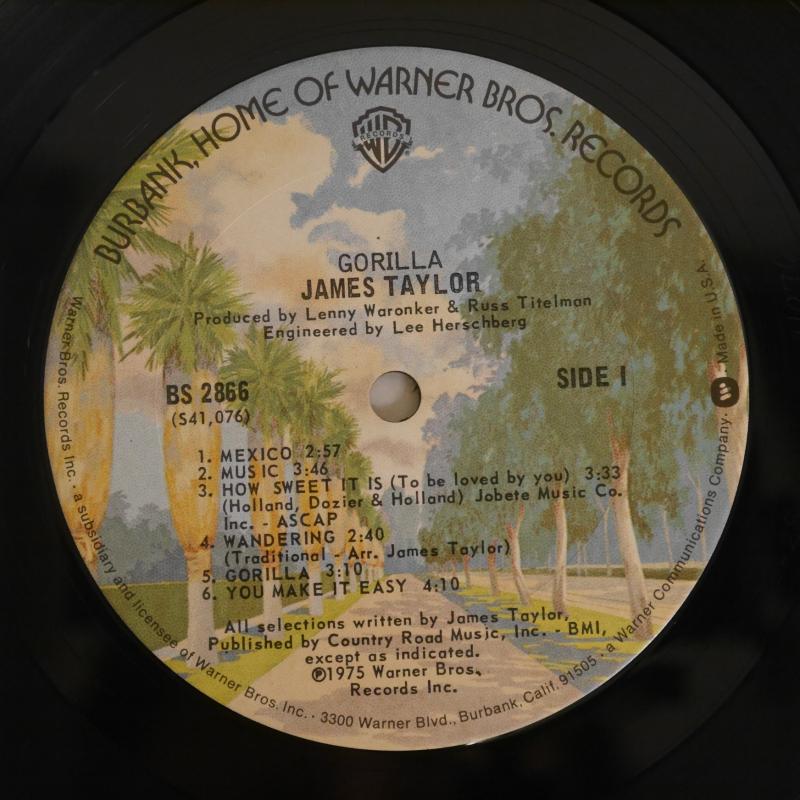 BURBANK, HOME OF WARNER BROS. RECORDS
RECORDS
GORILLA
JAMES TAYLOR
Produced by Lenny Waronker & Russ Titelman
Engineered by Lee Herschberg
BS 2866
(S41,076)
SIDE 1
1. MEXICO 2:57
2. MUSIC 3:46
3. HOW SWEET IT IS (To be loved by you) 3:33
(Holland, Dozier & Holland) Jobete Music Co.
Inc. - ASCAP
4. WANDERING 2:40
(Traditional - Arr. James Taylor)
5. GORILLA 3:10
6. YOU MAKE IT EASY 4:10
All selections written by James Taylor,
Published by Country Road Music, Inc. - BMI,
except as indicated.
℗1975 Warner Bros.
Records Inc.
Warner Bros. Records Inc. · a subsidiary and licensee of Warner Bros. Inc. · 3300 Warner Blvd., Burbank, Calif. 91505 · a Warner Communications Company · Made in U.S.A.